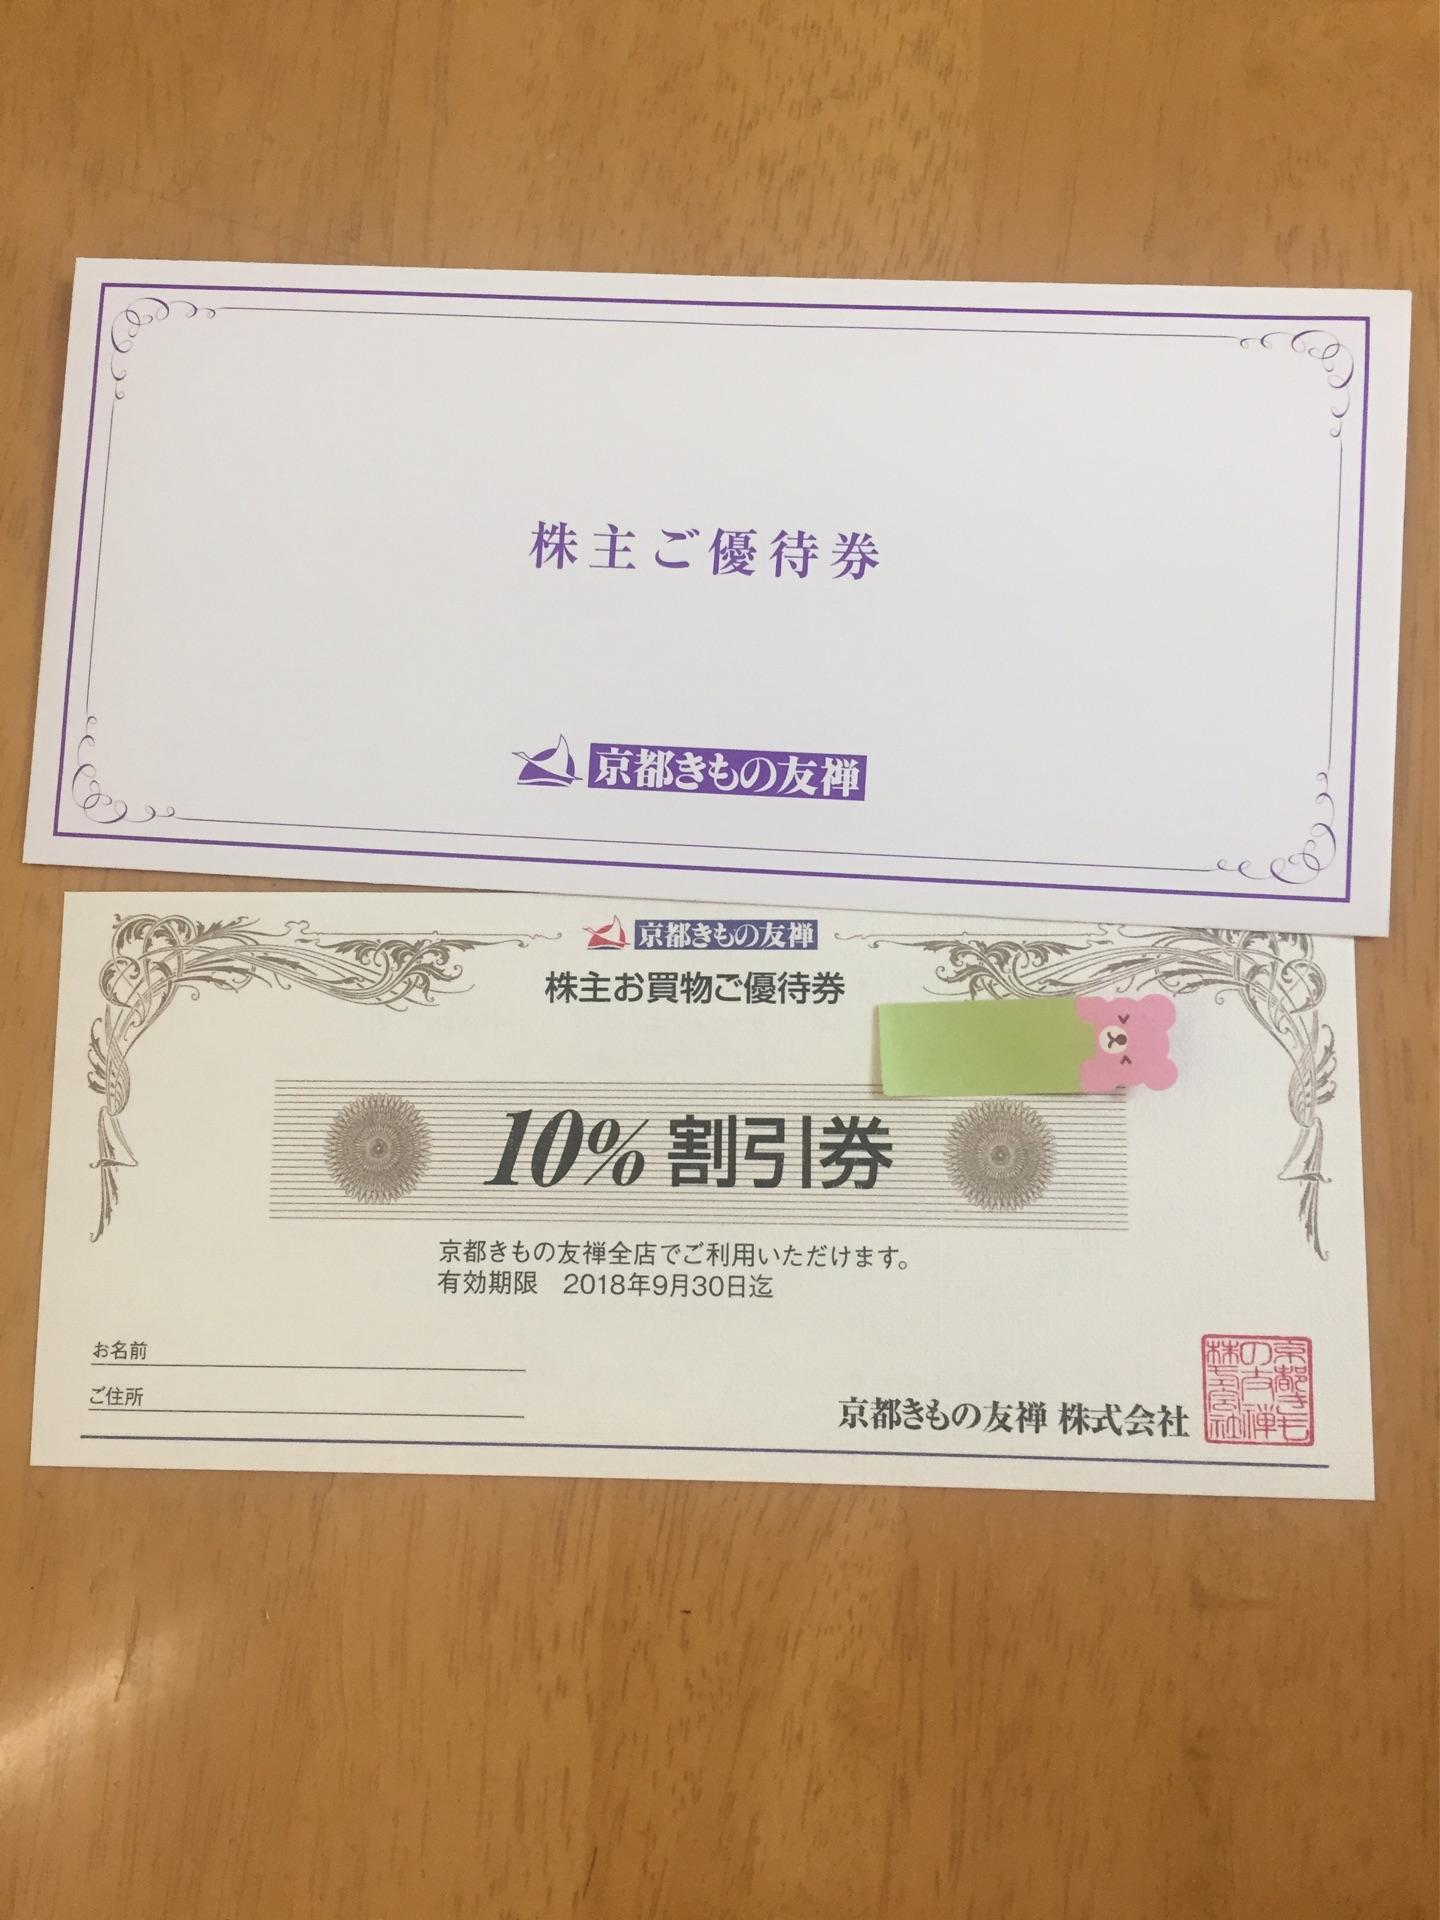 株主ご優待券
京都きもの友禅
京都きもの友禅
株主お買物ご優待券
10% 割引券
京都きもの友禅全店でご利用いただけます。
有効期限　2018年9月30日迄
お名前
ご住所
京都きもの友禅 株式会社